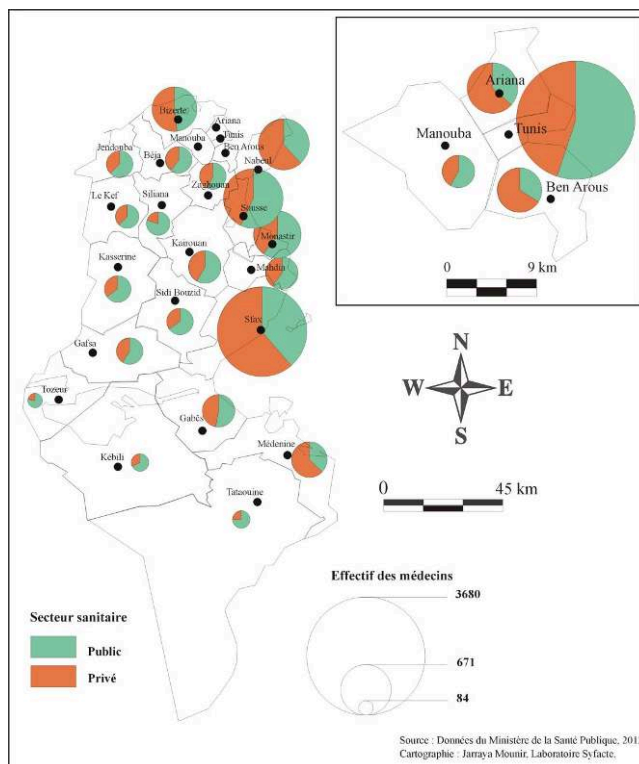 Bizerte
Ariana
Tunis
Manouba
Ben Arous
Jendouba
Béja
Nabeul
Zaghouan
Le Kef
Siliana
Sousse
Monastir
Kairouan
Mahdia
Kasserine
Sidi Bouzid
Sfax
Gafsa
Tozeur
Gabès
Médenine
Kébili
Tataouine
Ariana
Manouba
Tunis
Ben Arous
0 9 km
N
W E
S
0 45 km
Effectif des médecins
3680
671
84
Secteur sanitaire
Public
Privé
Source : Données du Ministère de la Santé Publique, 201
Cartographie : Jarraya Mounir, Laboratoire Syfacte.